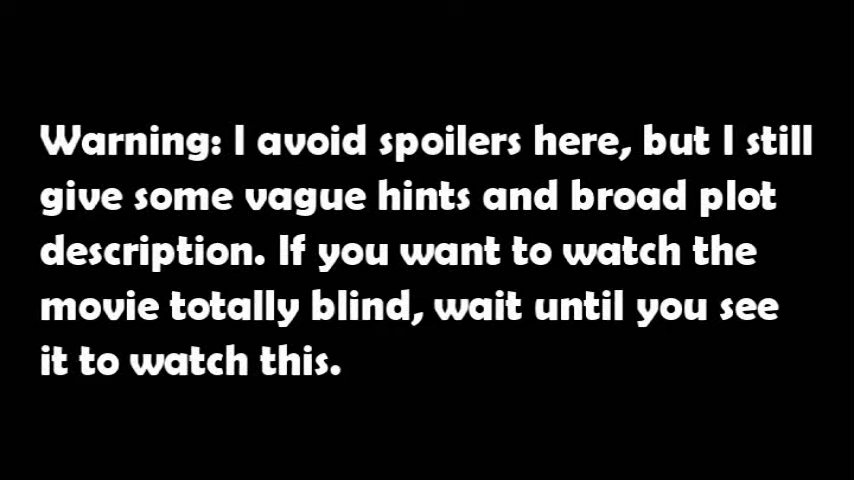 Warning: I avoid spoilers here, but I still
give some vague hints and broad plot
description. If you want to watch the
movie totally blind, wait until you see
it to watch this.